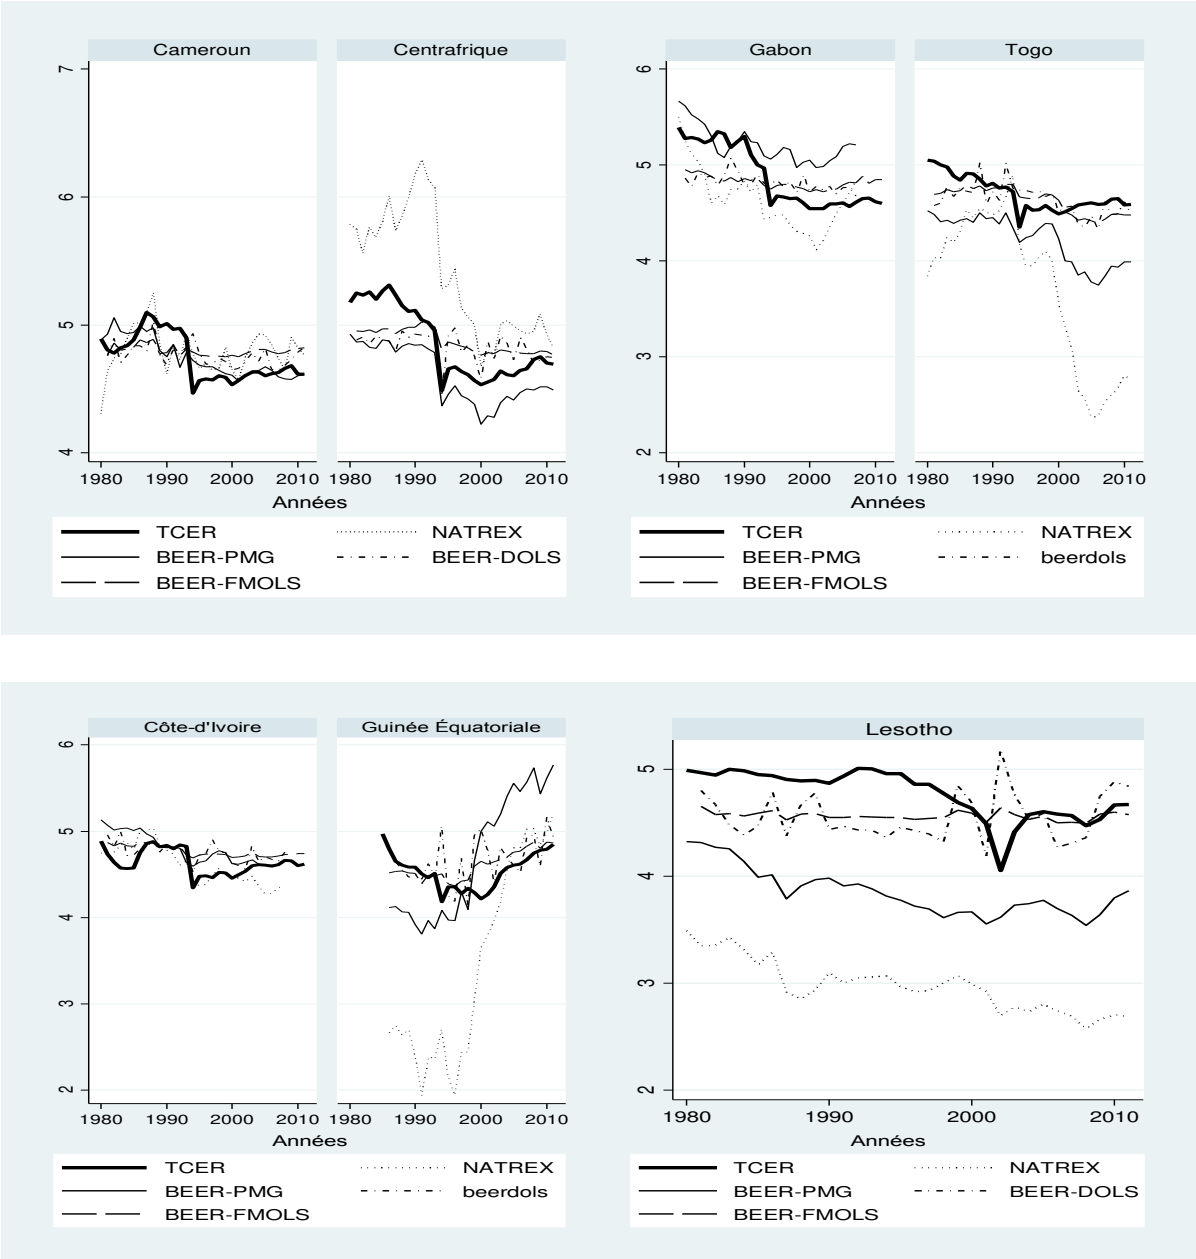 Cameroun Centrafrique
7
6
5
4
1980 1990 2000 2010 1980 1990 2000 2010
Années
TCER NATREX
BEER-PMG BEER-DOLS
BEER-FMOLS
Gabon Togo
6
5
4
3
2
1980 1990 2000 2010 1980 1990 2000 2010
Années
TCER NATREX
BEER-PMG beerdols
BEER-FMOLS
Côte-d'Ivoire Guinée Équatoriale
6
5
4
3
2
1980 1990 2000 2010 1980 1990 2000 2010
Années
TCER NATREX
BEER-PMG beerdols
BEER-FMOLS
Lesotho
5
4
3
2
1980 1990 2000 2010
Années
TCER NATREX
BEER-PMG BEER-DOLS
BEER-FMOLS